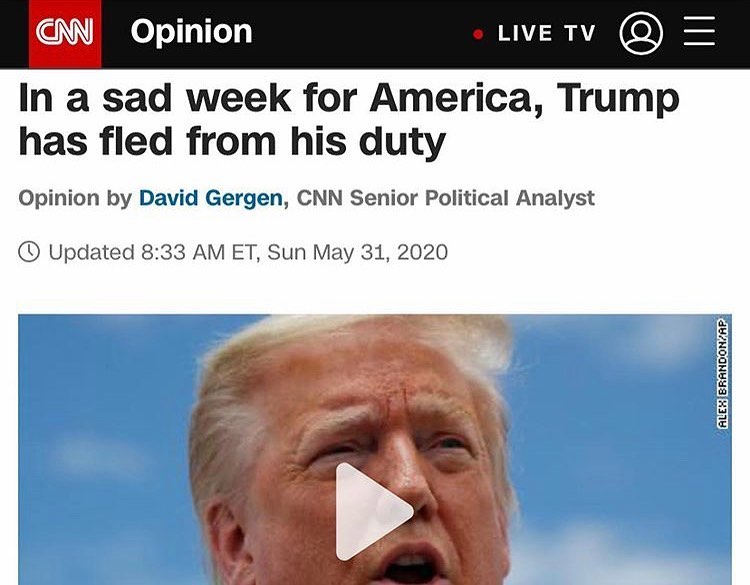 CNN Opinion LIVE TV
In a sad week for America, Trump
has fled from his duty
Opinion by David Gergen, CNN Senior Political Analyst
Updated 8:33 AM ET, Sun May 31, 2020
ALEX BRANDON/AP